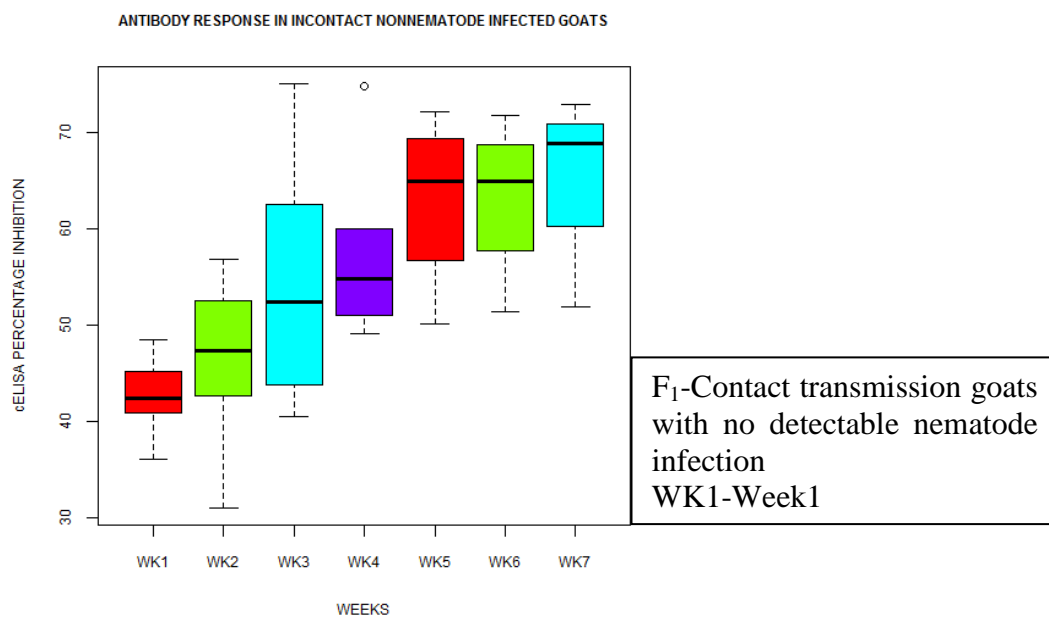 ANTIBODY RESPONSE IN INCONTACT NONNEMATODE INFECTED GOATS
cELISA PERCENTAGE INHIBITION
70
60
50
40
30
WK1 WK2 WK3 WK4 WK5 WK6 WK7
WEEKS
F₁-Contact transmission goats
with no detectable nematode
infection
WK1-Week1